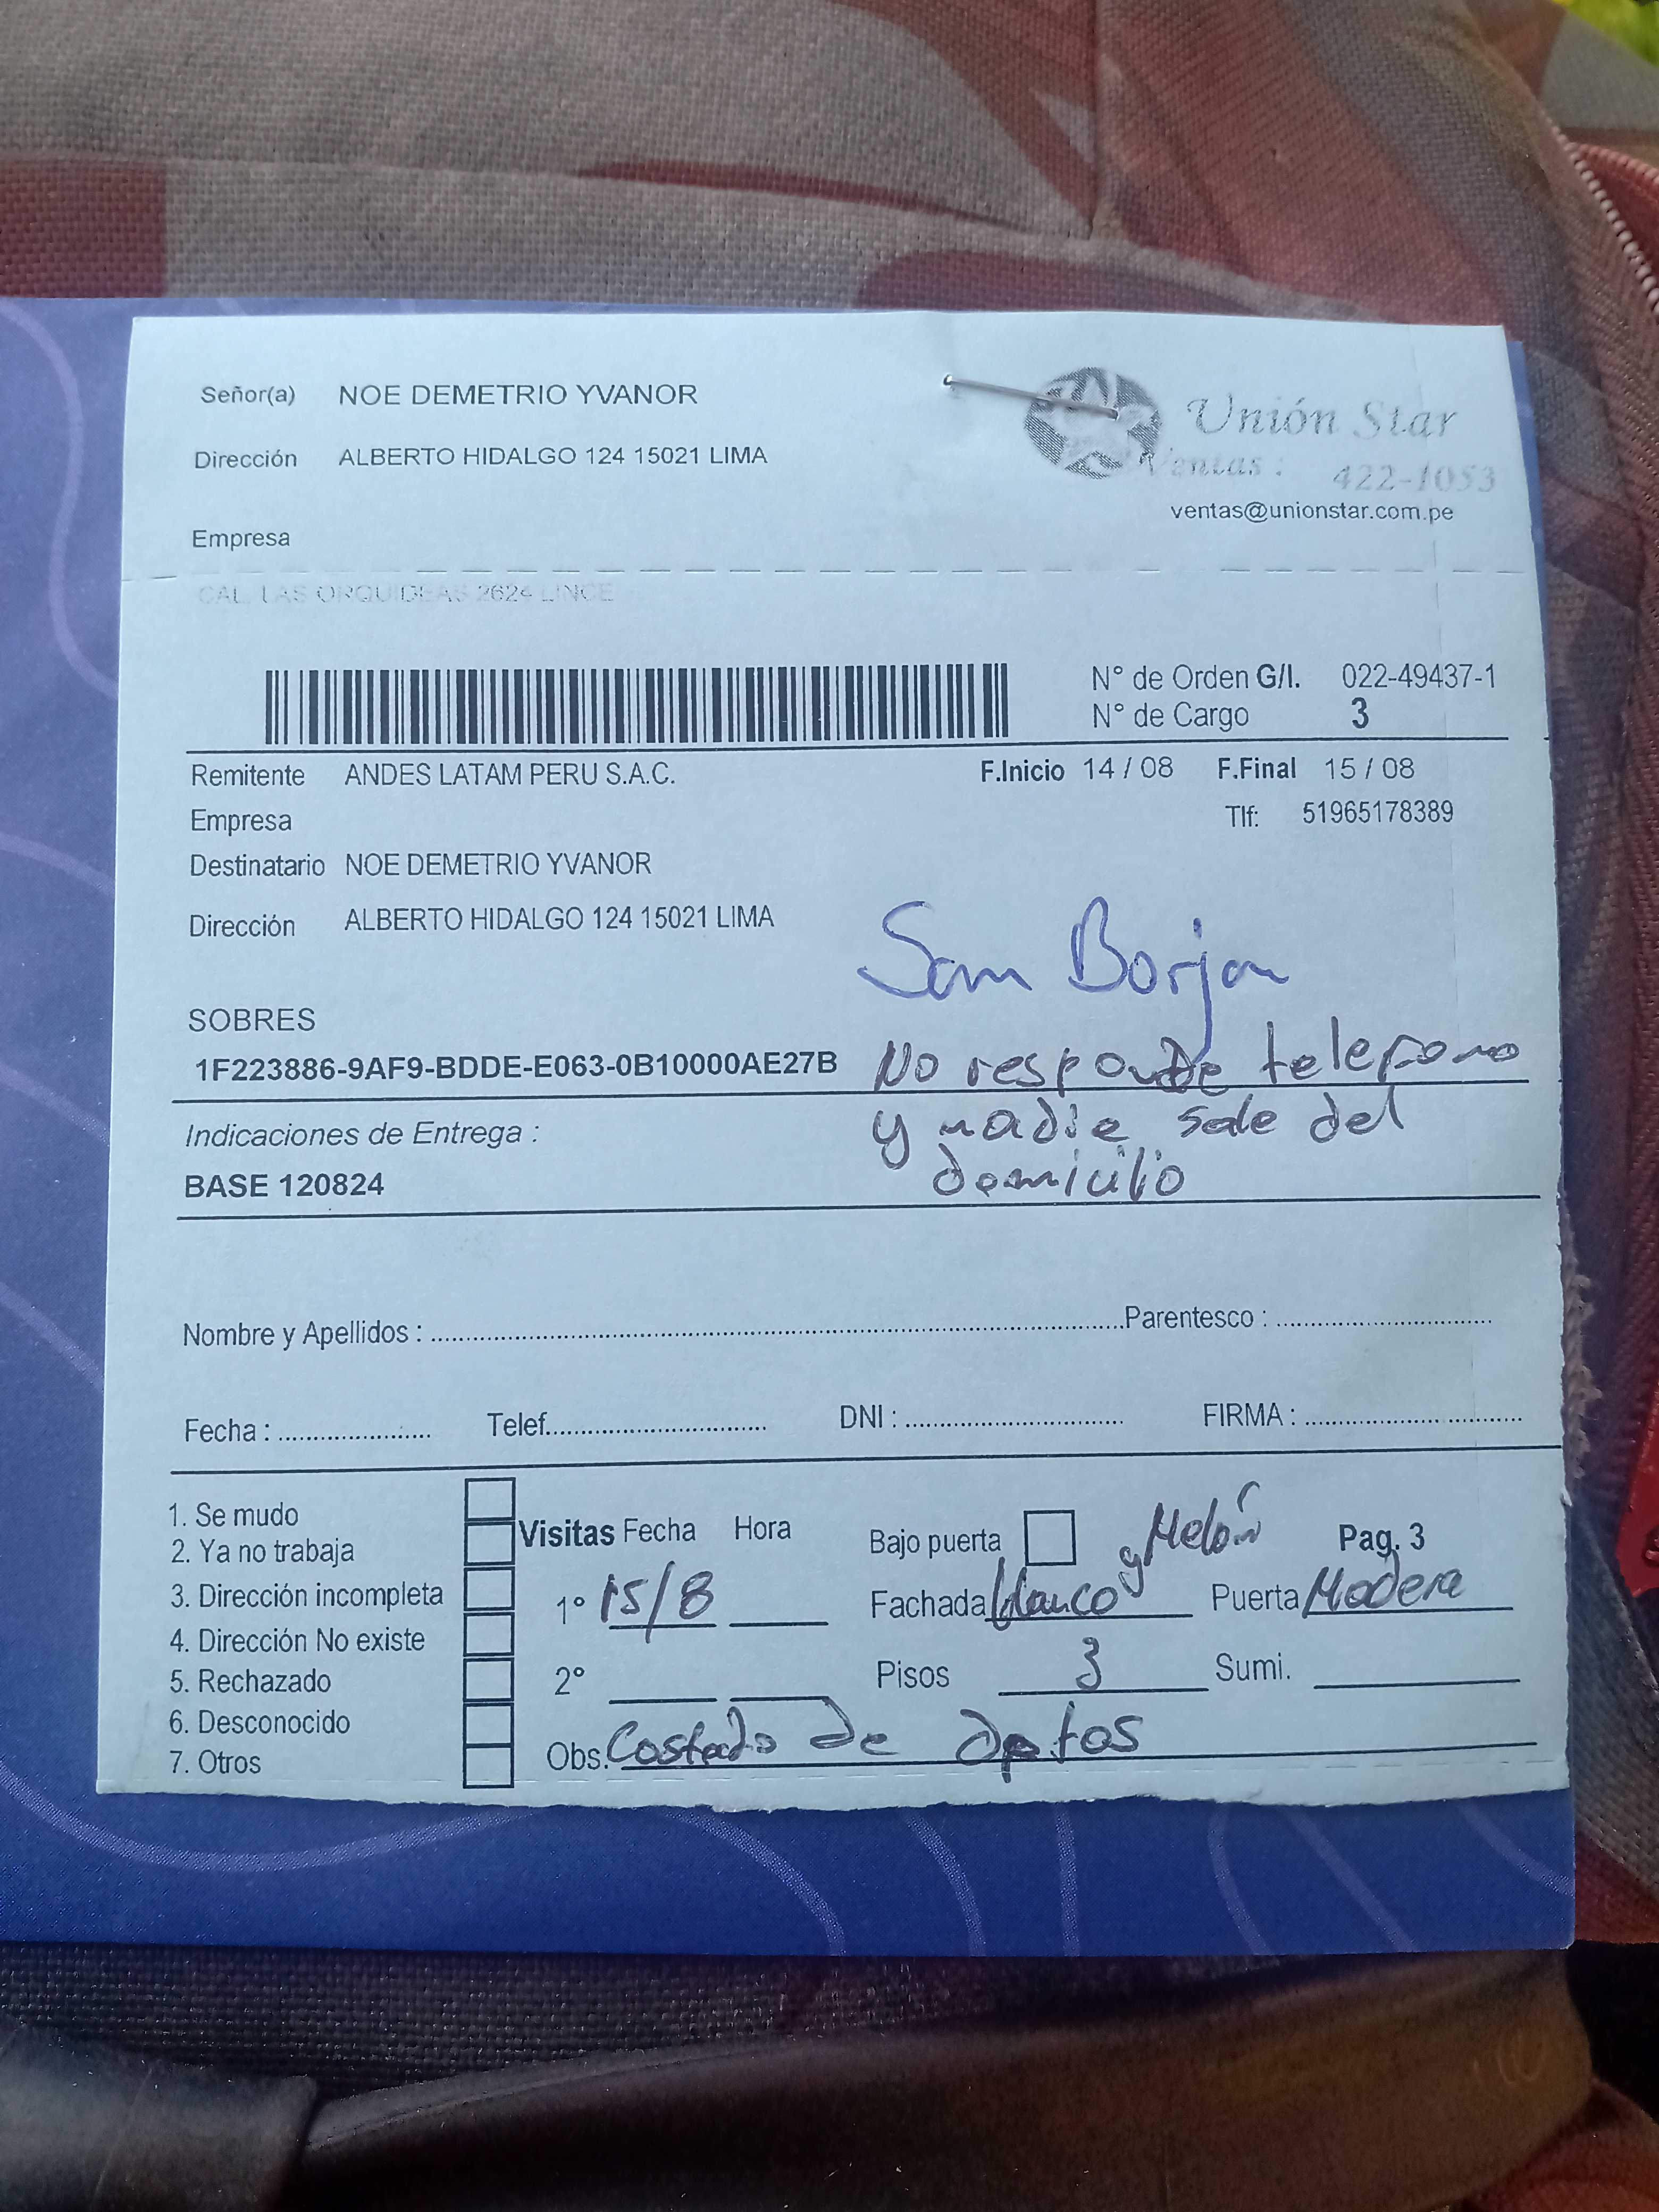 Señor(a) NOE DEMETRIO YVANOR
Unión Star
Dirección ALBERTO HIDALGO 124 15021 LIMA
Ventas : 422-1053
ventas@unionstar.com.pe
Empresa
CAL. LAS ORQUIDEAS 2624 LINCE
N° de Orden G/I. 022-49437-1
N° de Cargo 3
Remitente ANDES LATAM PERU S.A.C. F.Inicio 14 / 08 F.Final 15 / 08
Empresa Tlf: 51965178389
Destinatario NOE DEMETRIO YVANOR
Dirección ALBERTO HIDALGO 124 15021 LIMA
San Borja
SOBRES
1F223886-9AF9-BDDE-E063-0B10000AE27B No responde telefono
y nadie sale del
Indicaciones de Entrega :
domicilio
BASE 120824
Nombre y Apellidos : Parentesco :
Fecha : Telef. DNI : FIRMA :
1. Se mudo
2. Ya no trabaja
3. Dirección incompleta
4. Dirección No existe
5. Rechazado
6. Desconocido
7. Otros
Visitas Fecha Hora
1° 15/8
2°
Bajo puerta y Melón Pag. 3
Fachada blanco Puerta Madera
Pisos 3 Sumi.
Obs. Costado de dptos